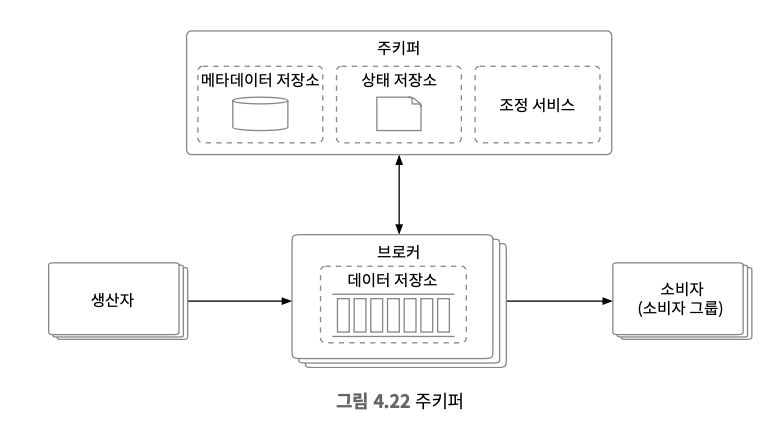 주키퍼
메타데이터 저장소
상태 저장소
조정 서비스
브로커
데이터 저장소
생산자
소비자
(소비자 그룹)
그림 4.22 주키퍼